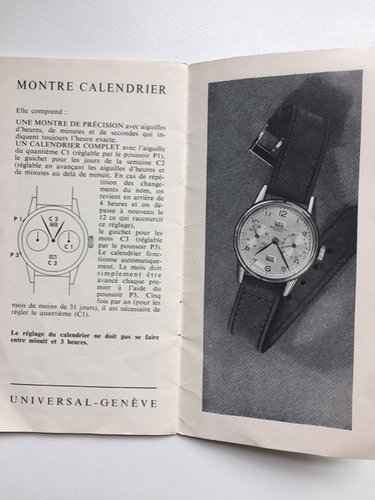 MONTRE CALENDRIER
Elle comprend :
UNE MONTRE DE PRÉCISION avec aiguilles
d'heures, de minutes et de secondes qui in-
diquent toujours l'heure exacte.
UN CALENDRIER COMPLET avec l'aiguille
du quantième C1 (réglable par le poussoir P1),
le guichet pour les jours de la semaine C2
(réglable en avançant les aiguilles d'heures et
de minutes au delà de minuit. En cas de répé-
tition des change-
ments du nom, on
revient en arrière de
4 heures et on dé-
passe à nouveau le
12 ce qui raccourcit
ce réglage),
le guichet pour les
mois C3 (réglable
par le poussoir P3).
Le calendrier fonc-
tionne automatique-
ment. Le mois doit
simplement être
avancé chaque pre-
mier à l'aide du
poussoir P3. Cinq
fois par an (pour les
mois de moins de 31 jours), il est nécessaire de
régler le quantième (C1).
P1
C2
C1
P3
C3
Le réglage du calendrier ne doit pas se faire
entre minuit et 3 heures.
UNIVERSAL-GENÈVE